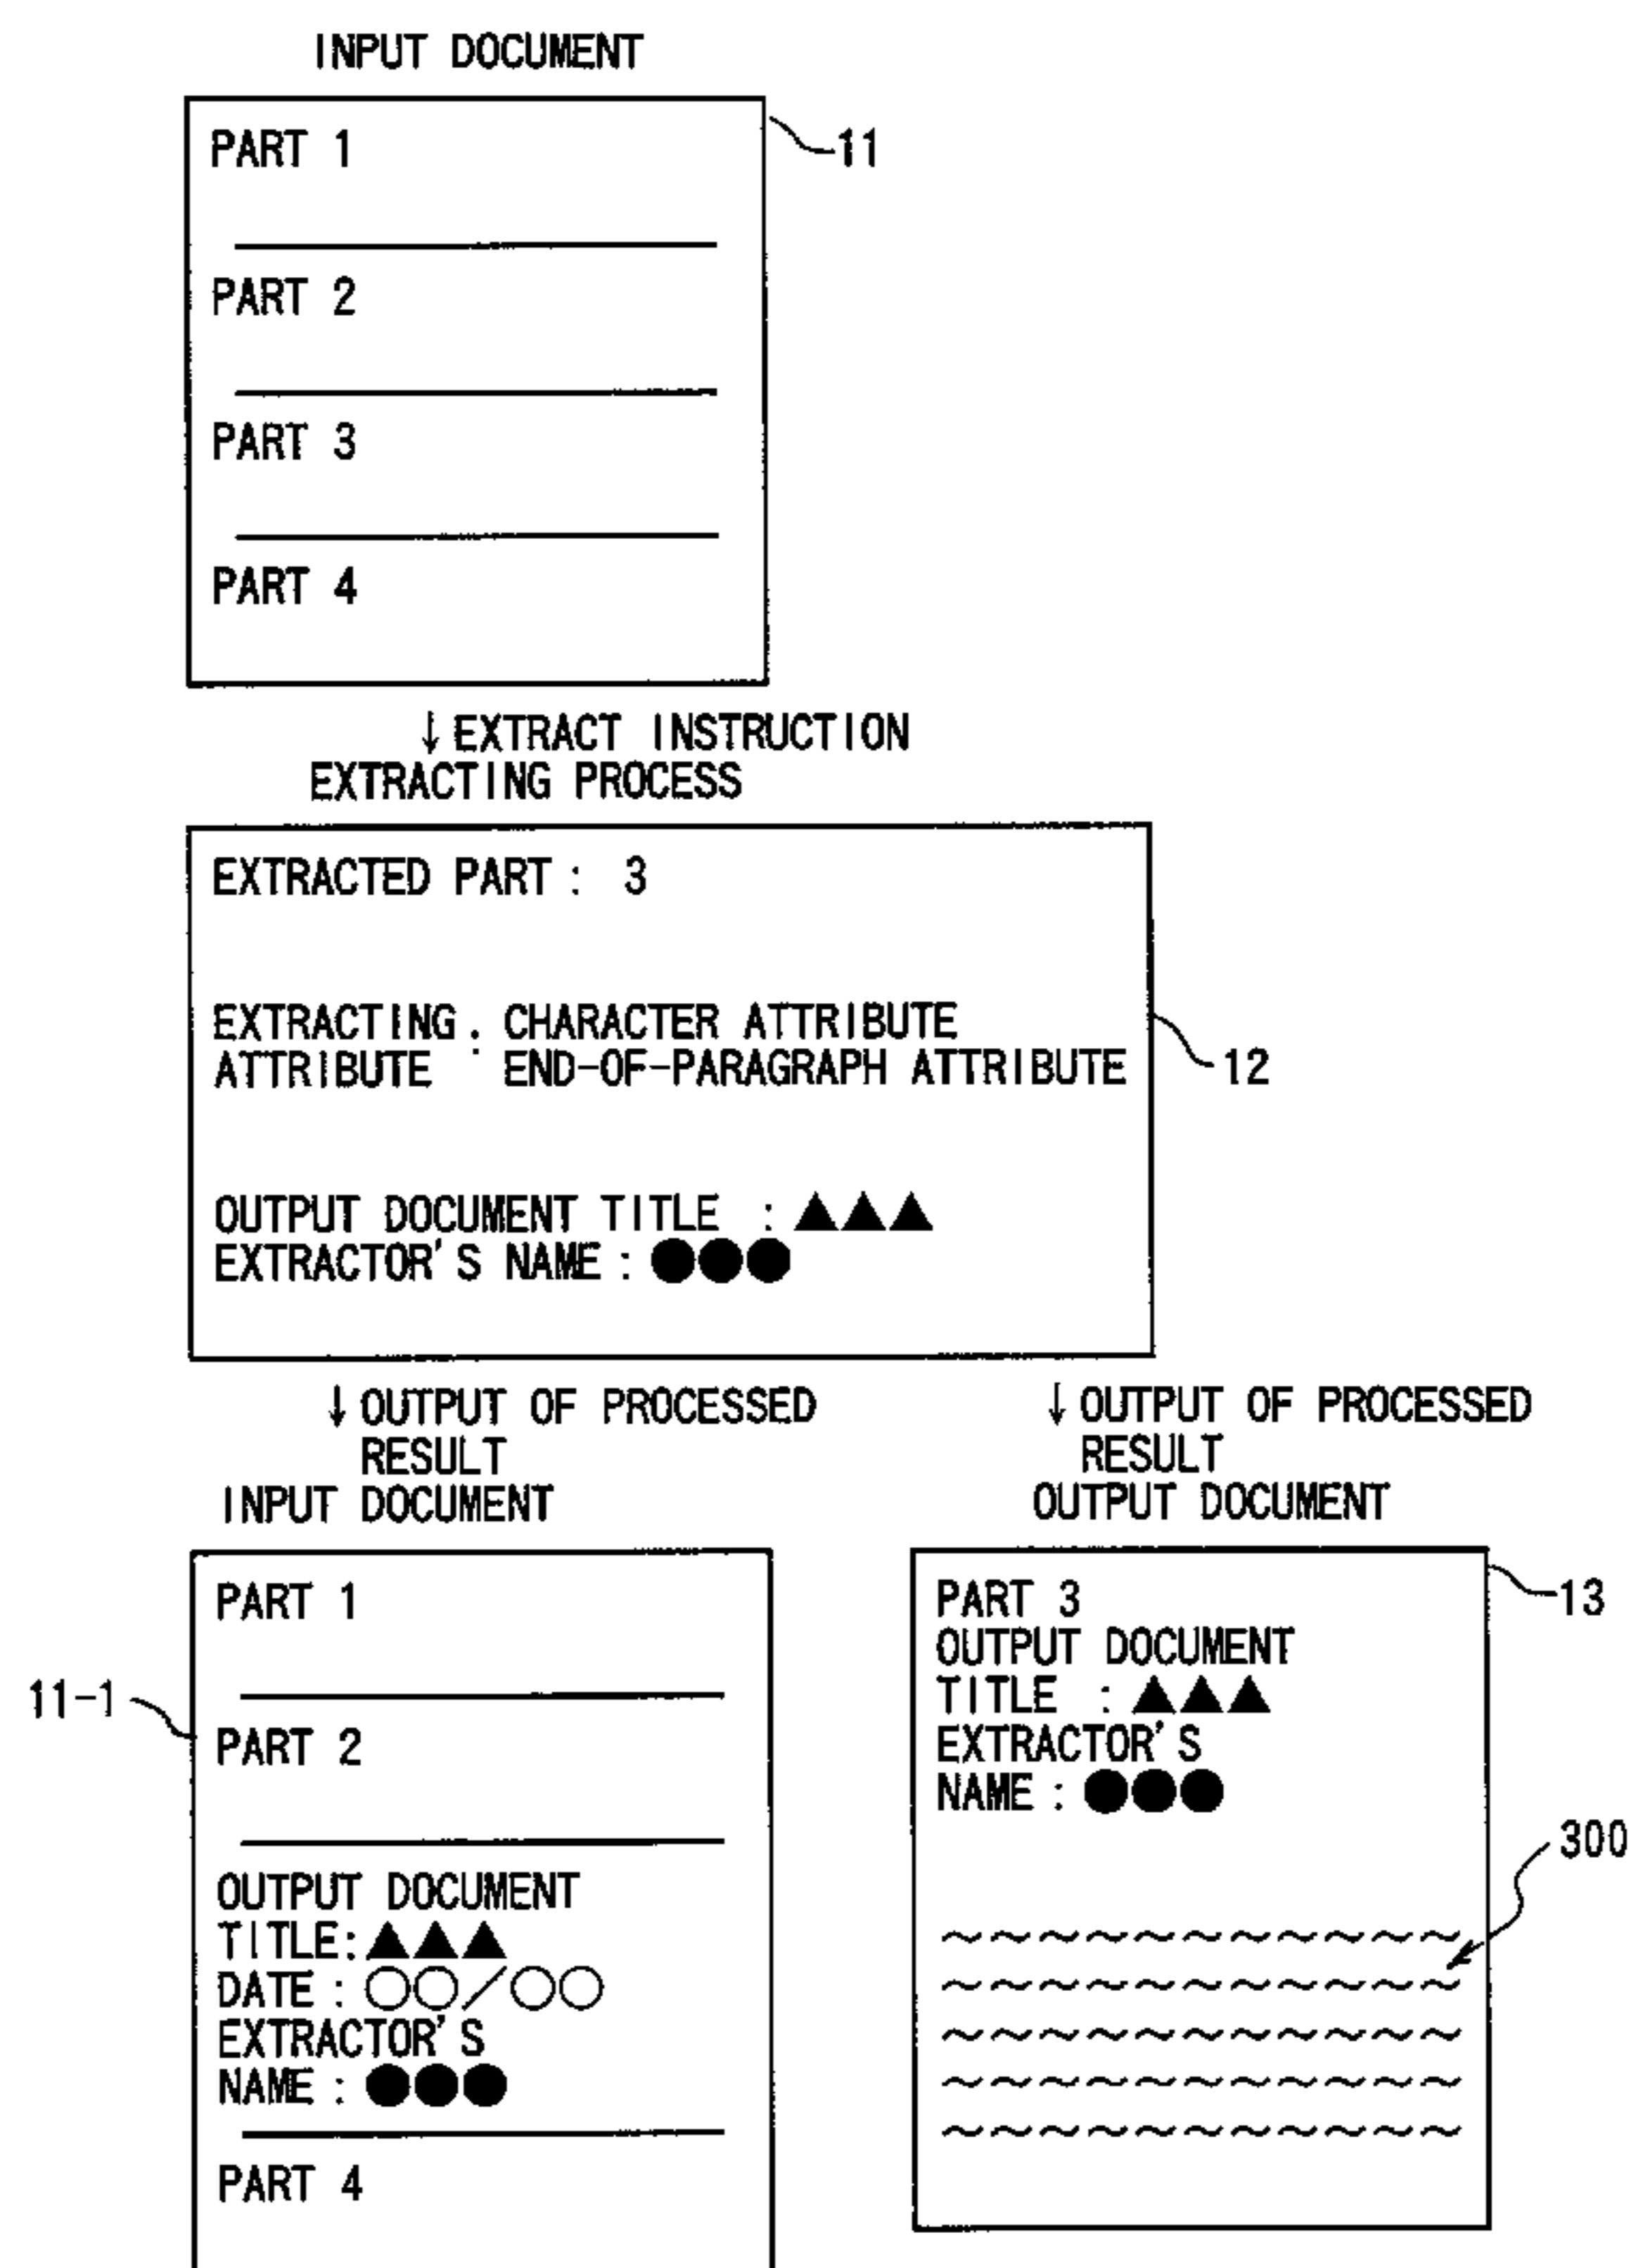 INPUT DOCUMENT
PART 1
11
PART 2
PART 3
PART 4
↓ EXTRACT INSTRUCTION
EXTRACTING PROCESS
EXTRACTED PART : 3
EXTRACTING : CHARACTER ATTRIBUTE
ATTRIBUTE END-OF-PARAGRAPH ATTRIBUTE
12
OUTPUT DOCUMENT TITLE : ▲▲▲
EXTRACTOR'S NAME : ●●●
↓ OUTPUT OF PROCESSED
RESULT
INPUT DOCUMENT
PART 1
11-1
PART 2
OUTPUT DOCUMENT
TITLE: ▲▲▲
DATE : ○○/○○
EXTRACTOR'S
NAME : ●●●
PART 4
↓ OUTPUT OF PROCESSED
RESULT
OUTPUT DOCUMENT
PART 3
13
OUTPUT DOCUMENT
TITLE : ▲▲▲
EXTRACTOR'S
NAME : ●●●
300
~~~~~~~~~~~
~~~~~~~~~~~
~~~~~~~~~~~
~~~~~~~~~~~
~~~~~~~~~~~